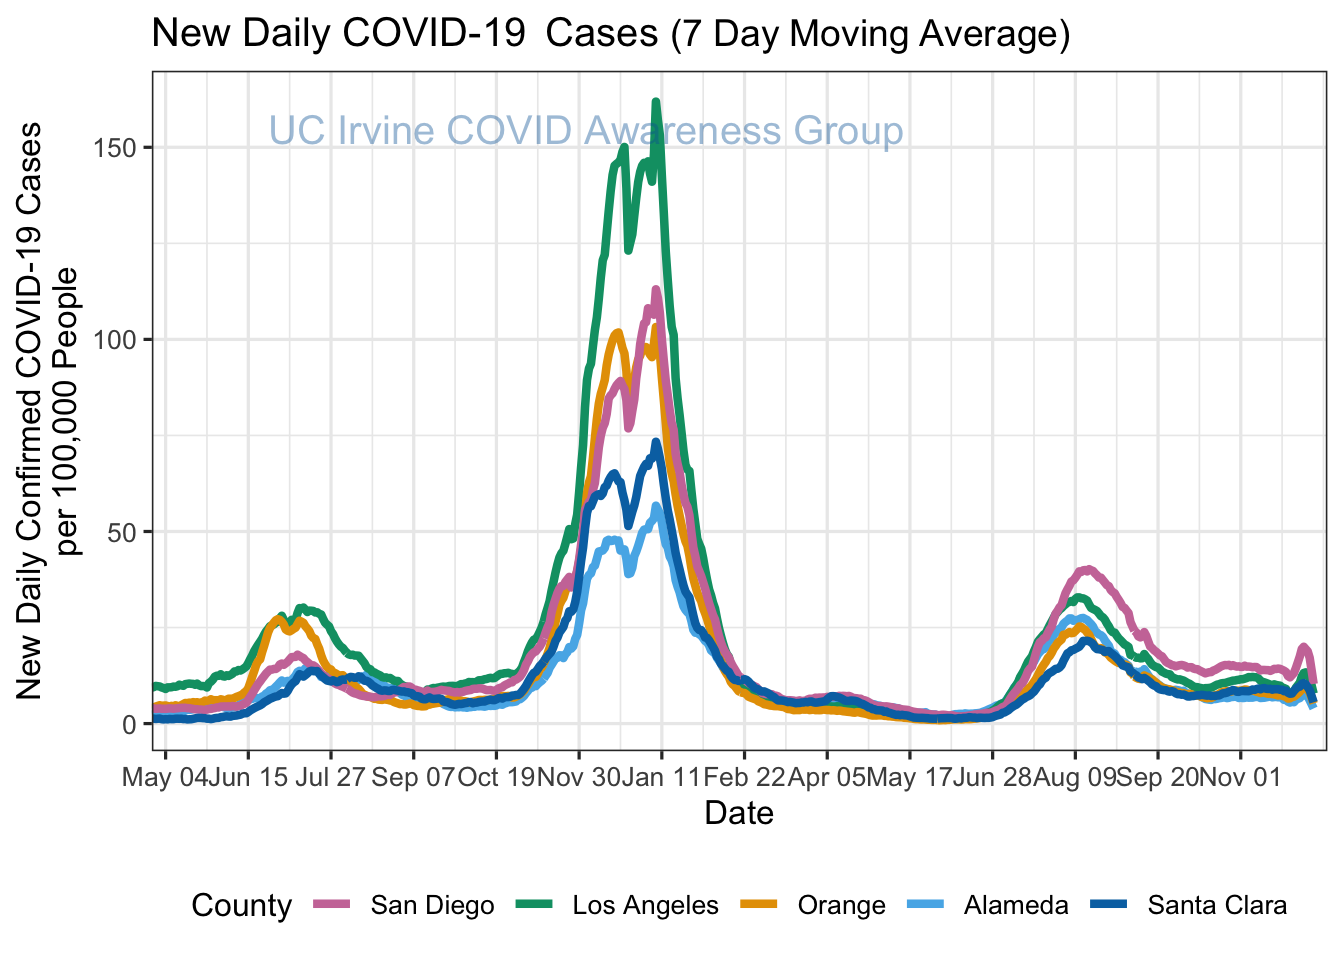 New Daily COVID-19  Cases (7 Day Moving Average)
UC Irvine COVID Awareness Group
New Daily Confirmed COVID-19 Cases
per 100,000 People
150
100
50
0
May 04 Jun 15 Jul 27 Sep 07 Oct 19 Nov 30 Jan 11 Feb 22 Apr 05 May 17 Jun 28 Aug 09 Sep 20 Nov 01
Date
County San Diego Los Angeles Orange Alameda Santa Clara